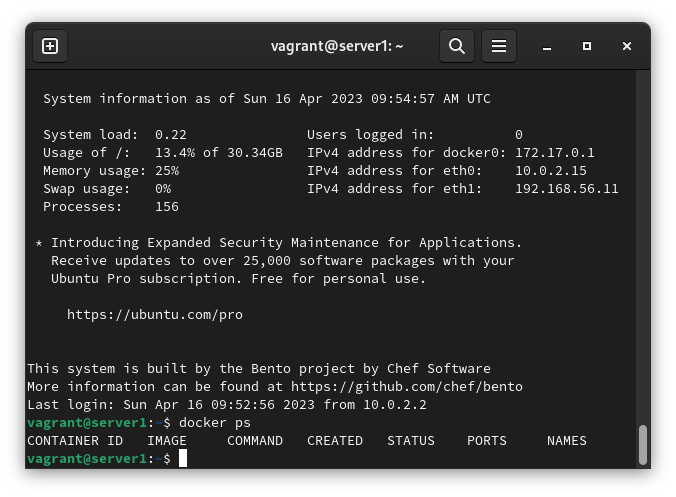 vagrant@server1: ~
System information as of Sun 16 Apr 2023 09:54:57 AM UTC
System load:  0.22               Users logged in:          0
Usage of /:   13.4% of 30.34GB   IPv4 address for docker0: 172.17.0.1
Memory usage: 25%                IPv4 address for eth0:    10.0.2.15
Swap usage:   0%                 IPv4 address for eth1:    192.168.56.11
Processes:    156
* Introducing Expanded Security Maintenance for Applications.
Receive updates to over 25,000 software packages with your
Ubuntu Pro subscription. Free for personal use.
https://ubuntu.com/pro
This system is built by the Bento project by Chef Software
More information can be found at https://github.com/chef/bento
Last login: Sun Apr 16 09:52:56 2023 from 10.0.2.2
vagrant@server1:~$ docker ps
CONTAINER ID   IMAGE     COMMAND   CREATED   STATUS    PORTS     NAMES
vagrant@server1:~$